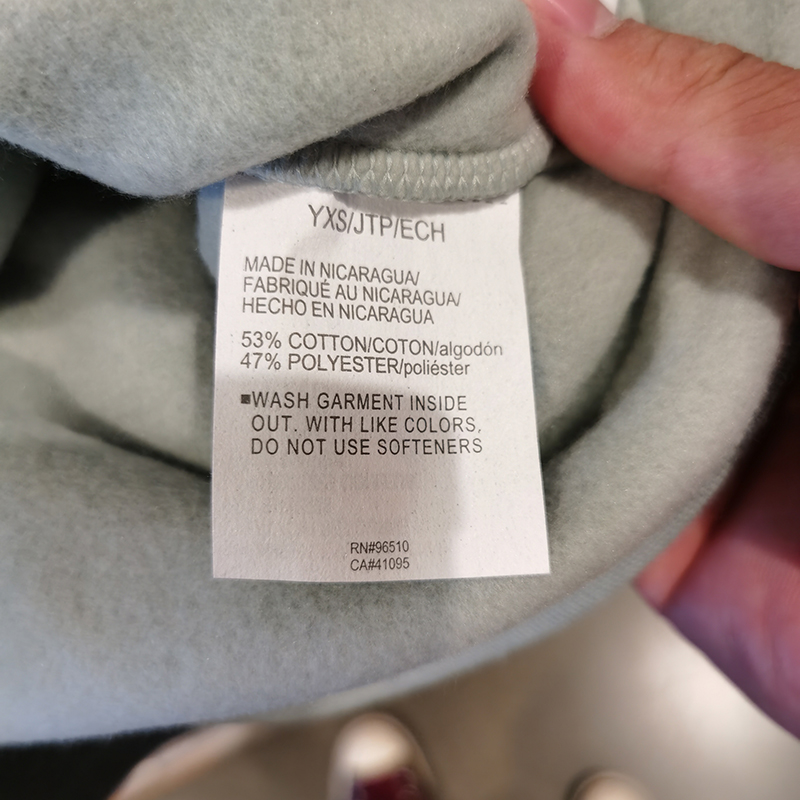 YXS/JTP/ECH
MADE IN NICARAGUA/
FABRIQUÉ AU NICARAGUA/
HECHO EN NICARAGUA
53% COTTON/COTON/algodón
47% POLYESTER/poliéster
▪WASH GARMENT INSIDE
OUT. WITH LIKE COLORS,
DO NOT USE SOFTENERS
RN#96510
CA#41095